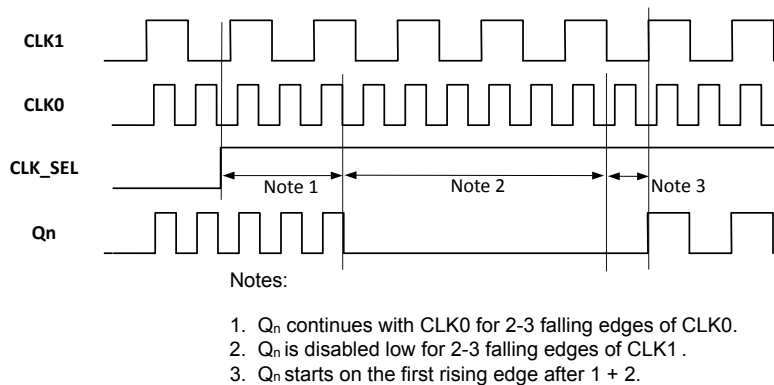 CLK1
CLK0
CLK_SEL
Note 1
Note 2
Note 3
Qn
Notes:
1. Qn continues with CLK0 for 2-3 falling edges of CLK0.
2. Qn is disabled low for 2-3 falling edges of CLK1 .
3. Qn starts on the first rising edge after 1 + 2.